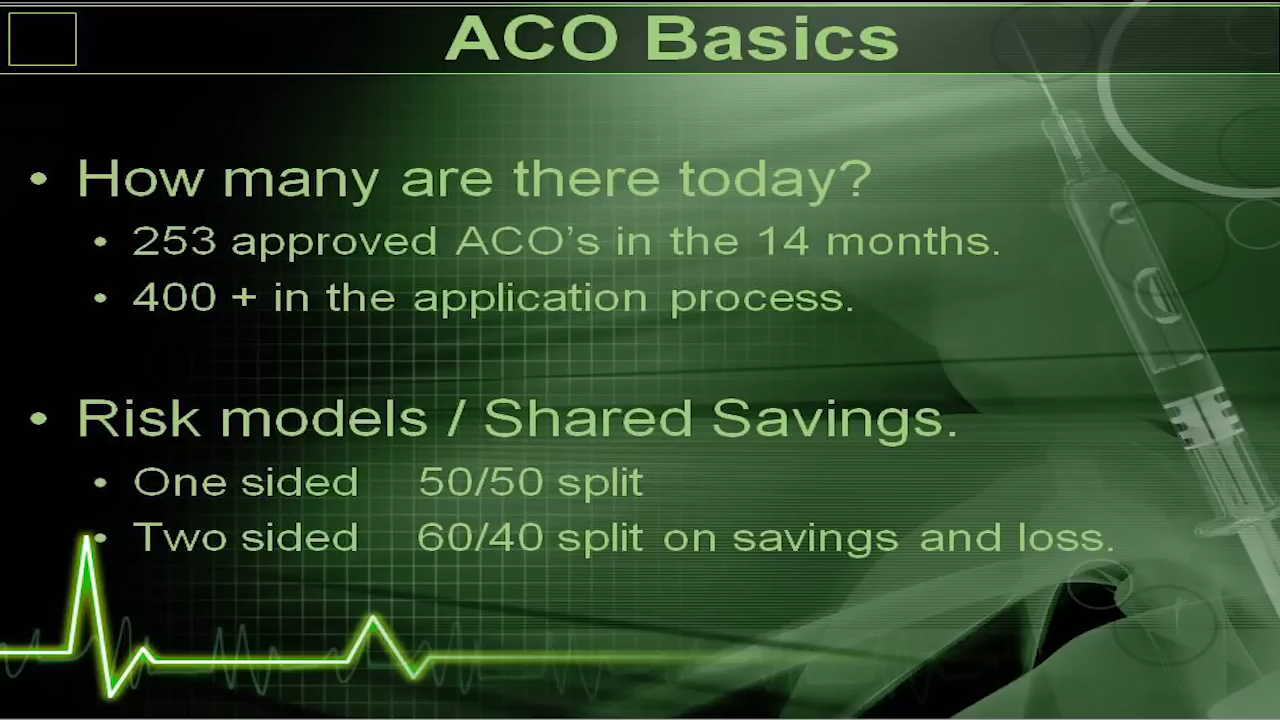 ACO Basics
• How many are there today?
• 253 approved ACO's in the 14 months.
• 400 + in the application process.
• Risk models / Shared Savings.
• One sided 50/50 split
• Two sided 60/40 split on savings and loss.